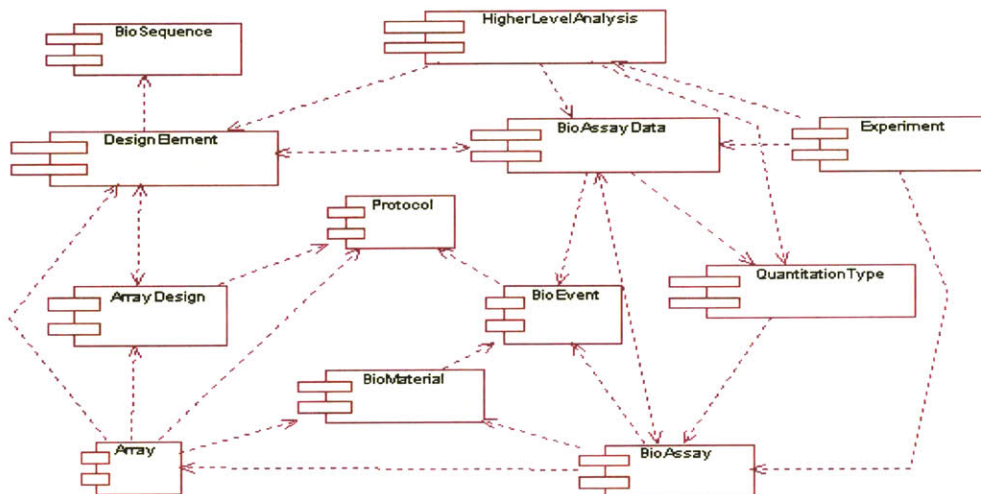 BioSequence
HigherLevelAnalysis
DesignElement
BioAssayData
Experiment
Protocol
ArrayDesign
BioEvent
QuantitationType
BioMaterial
Array
BioAssay